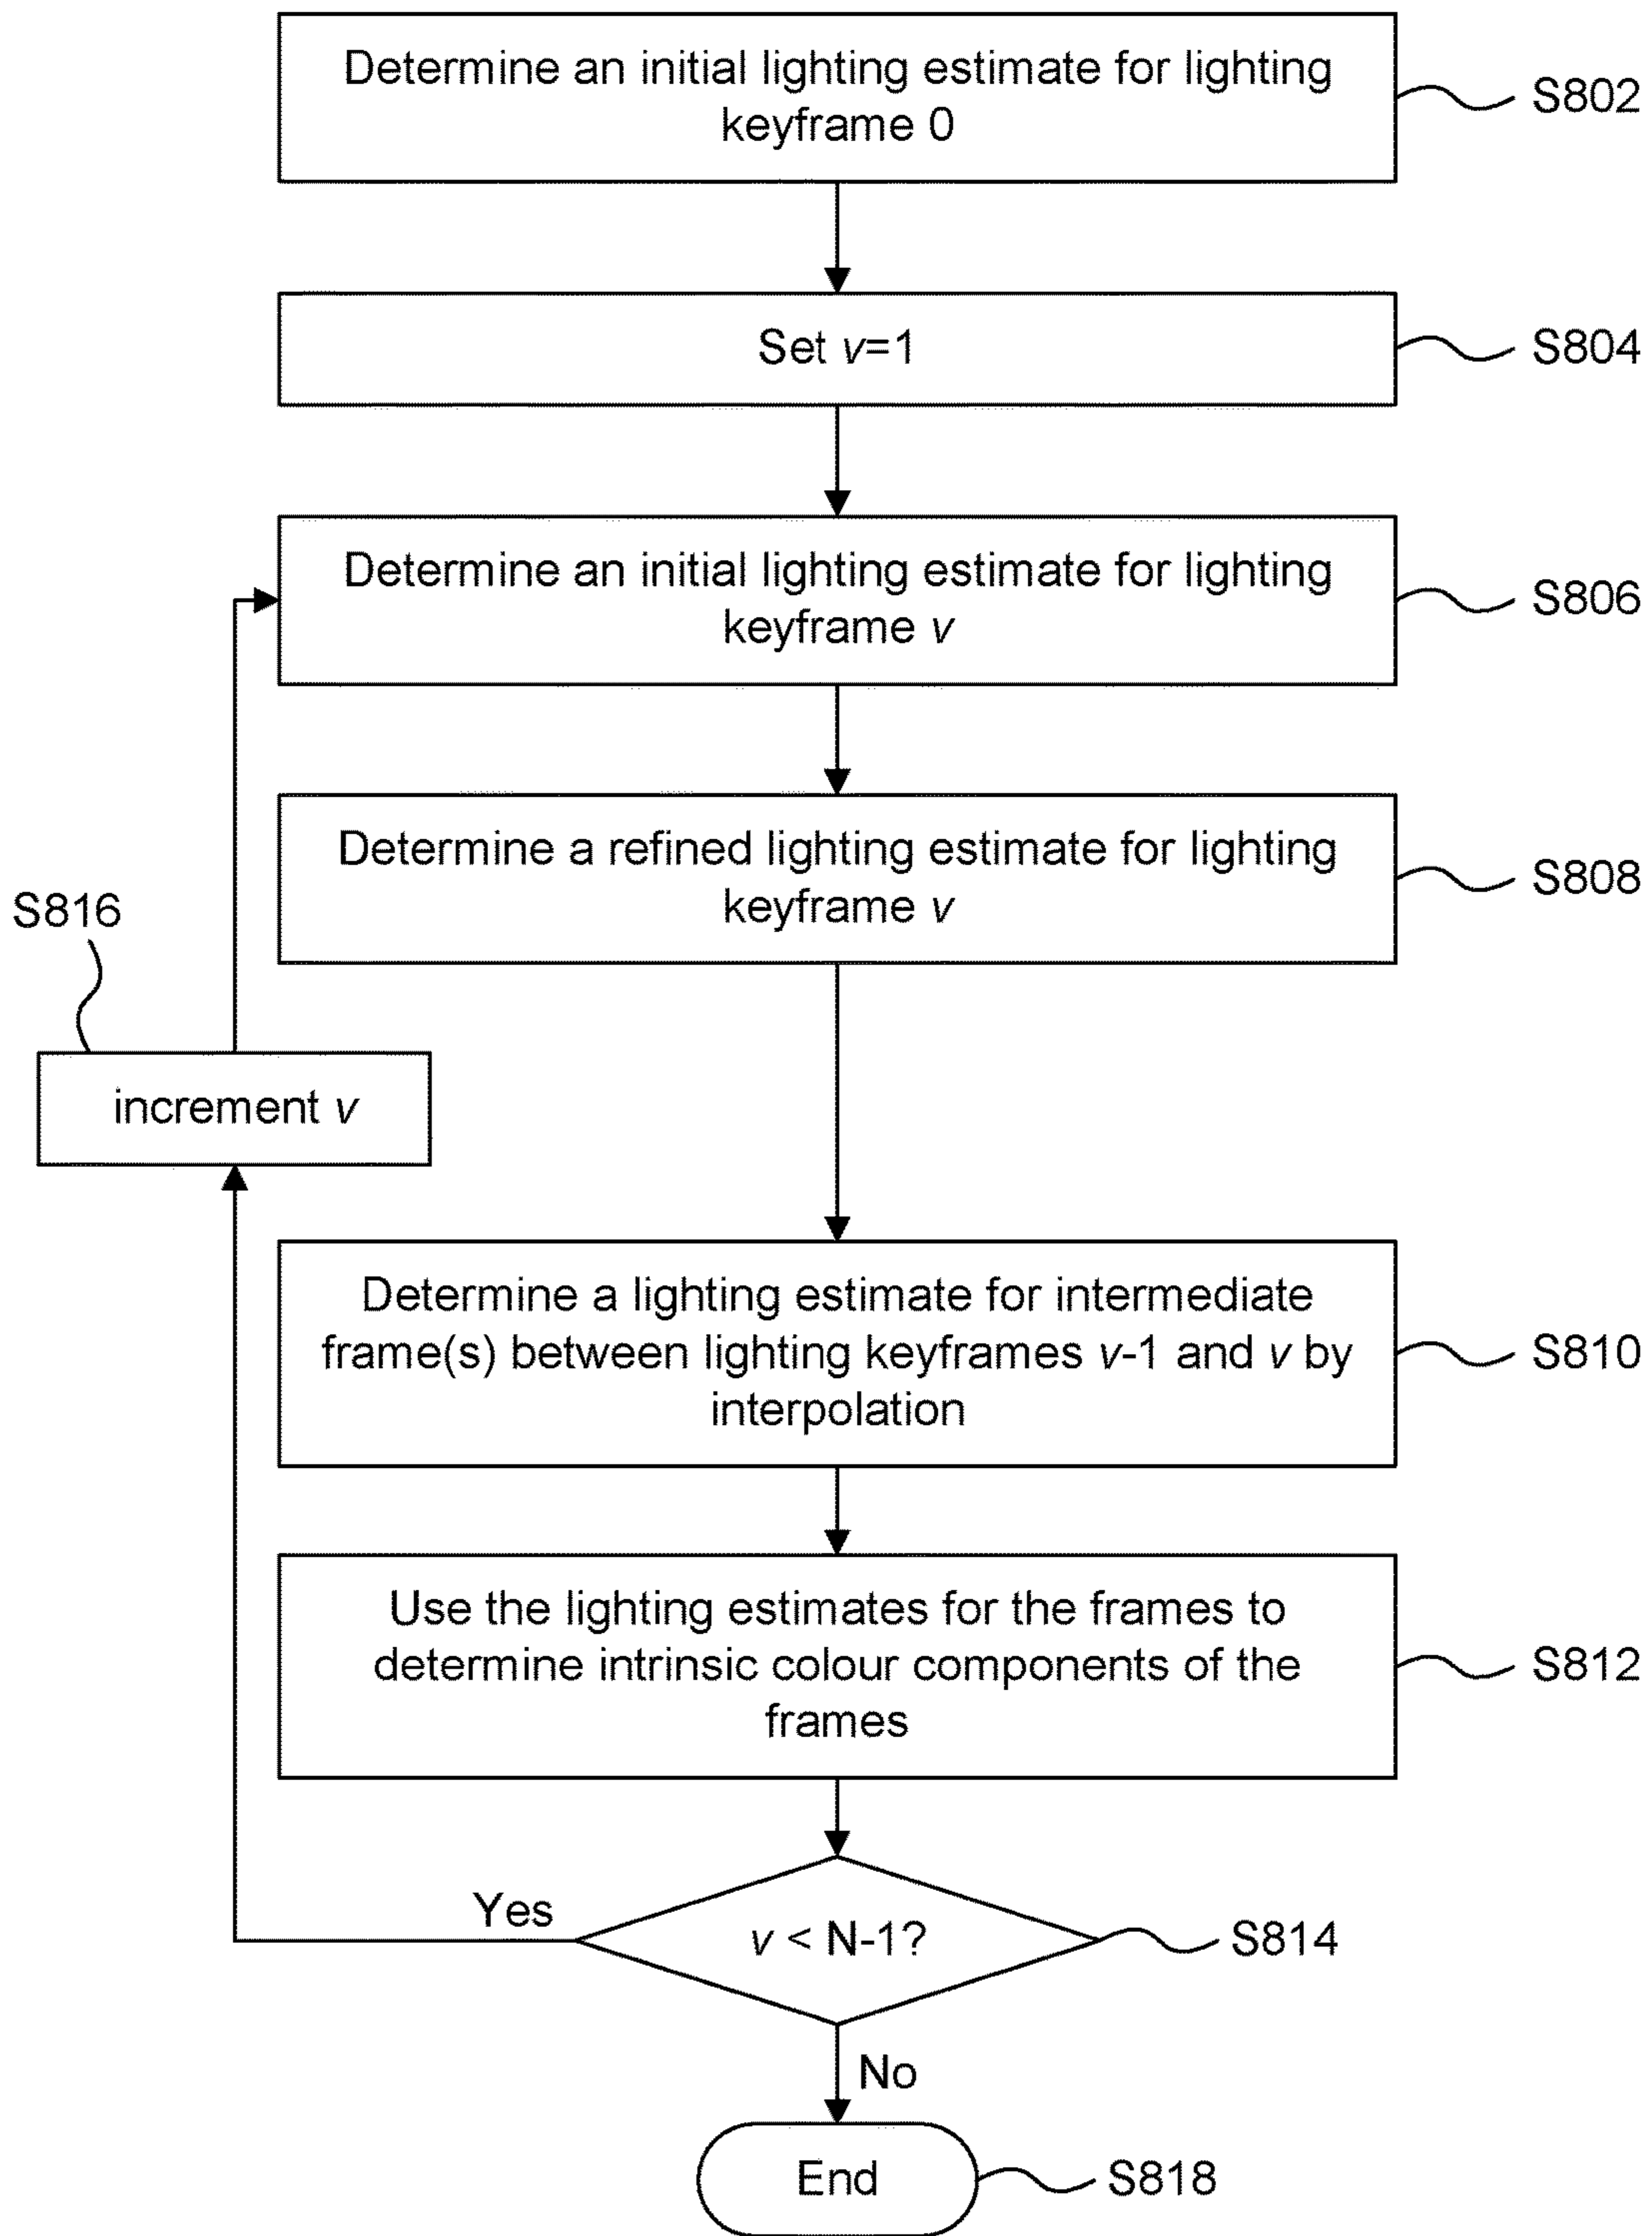 Determine an initial lighting estimate for lighting
keyframe 0
S802
Set v=1
S804
Determine an initial lighting estimate for lighting
keyframe v
S806
Determine a refined lighting estimate for lighting
keyframe v
S808
S816
increment v
Determine a lighting estimate for intermediate
frame(s) between lighting keyframes v-1 and v by
interpolation
S810
Use the lighting estimates for the frames to
determine intrinsic colour components of the
frames
S812
Yes
v < N-1?
S814
No
End
S818